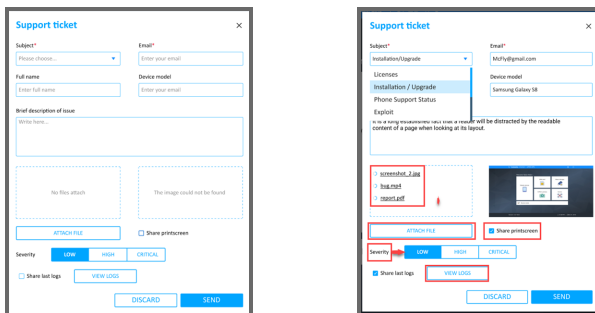 Support ticket ×
Subject* Email*
Please choose... Enter your email
Full name Device model
Enter full name Enter your email
Brief description of issue
Write here...
No files attach The image could not be found
ATTACH FILE Share printscreen
Severity LOW HIGH CRITICAL
Share last logs VIEW LOGS
DISCARD SEND
Support ticket ×
Subject* Email*
Installation/Upgrade McFly@gmail.com
Licenses Device model
Installation / Upgrade Samsung Galaxy S8
Phone Support Status
Exploit
It is a long established fact that a reader will be distracted by the readable
content of a page when looking at its layout.
> screenshot_2.jpg
> bug.mp4
> report.pdf
ATTACH FILE Share printscreen
Severity LOW HIGH CRITICAL
Share last logs VIEW LOGS
DISCARD SEND